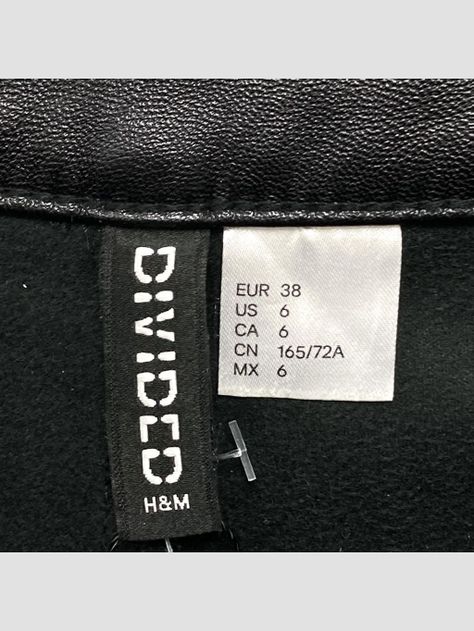 DIVIDED
H&M
EUR 38
US 6
CA 6
CN 165/72A
MX 6